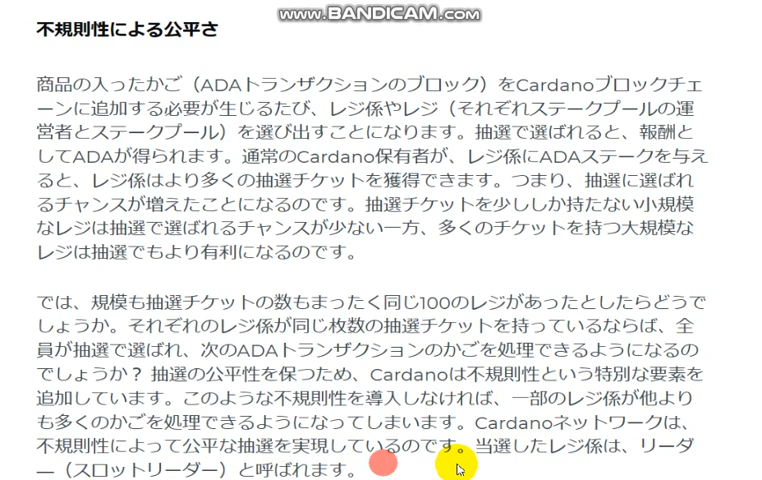 www.BANDICAM.com
不規則性による公平さ
商品の入ったかご（ADAトランザクションのブロック）をCardanoブロックチェ
ーンに追加する必要が生じるたび、レジ係やレジ（それぞれステークプールの運
営者とステークプール）を選び出すことになります。抽選で選ばれると、報酬と
してADAが得られます。通常のCardano保有者が、レジ係にADAステークを与え
ると、レジ係はより多くの抽選チケットを獲得できます。つまり、抽選に選ばれ
るチャンスが増えたことになるのです。抽選チケットを少ししか持たない小規模
なレジは抽選で選ばれるチャンスが少ない一方、多くのチケットを持つ大規模な
レジは抽選でもより有利になるのです。
では、規模も抽選チケットの数もまったく同じ100のレジがあったとしたらどうで
しょうか。それぞれのレジ係が同じ枚数の抽選チケットを持っているならば、全
員が抽選で選ばれ、次のADAトランザクションのかごを処理できるようになるの
でしょうか？ 抽選の公平性を保つため、Cardanoは不規則性という特別な要素を
追加しています。このような不規則性を導入しなければ、一部のレジ係が他より
も多くのかごを処理できるようになってしまいます。Cardanoネットワークは、
不規則性によって公平な抽選を実現しているのです。当選したレジ係は、リーダ
ー（スロットリーダー）と呼ばれます。